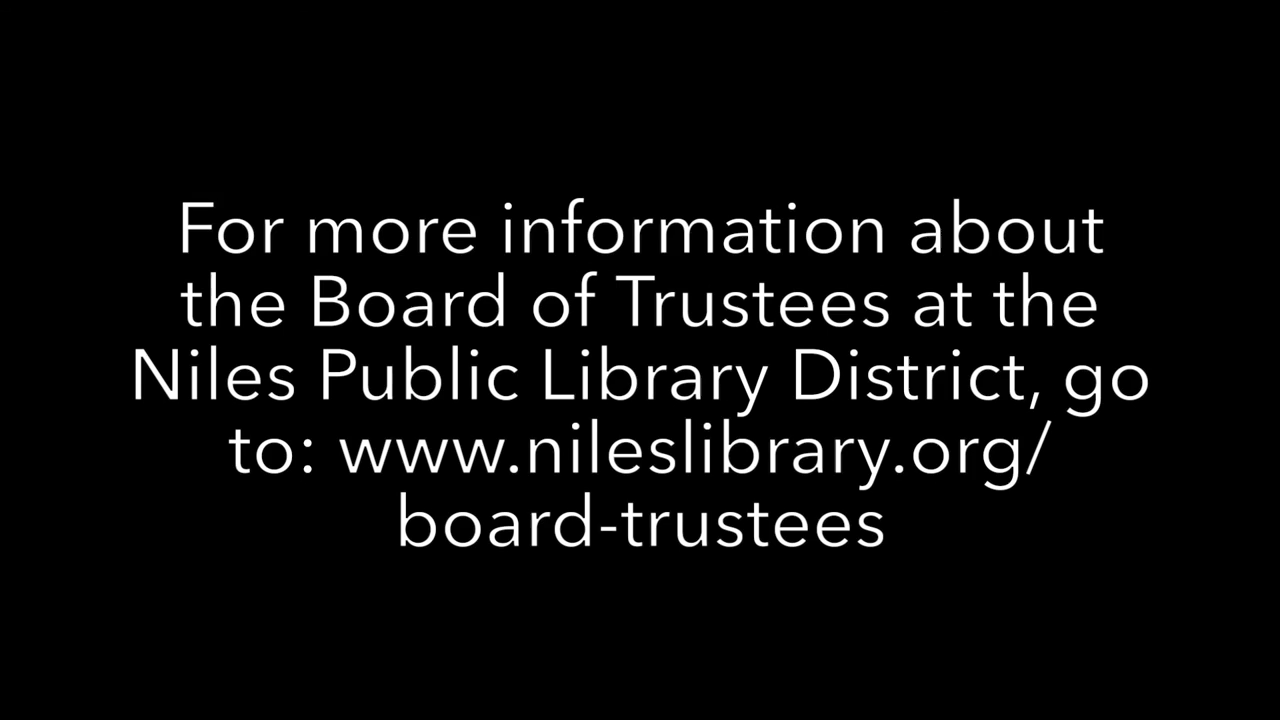 For more information about
the Board of Trustees at the
Niles Public Library District, go
to: www.nileslibrary.org/
board-trustees